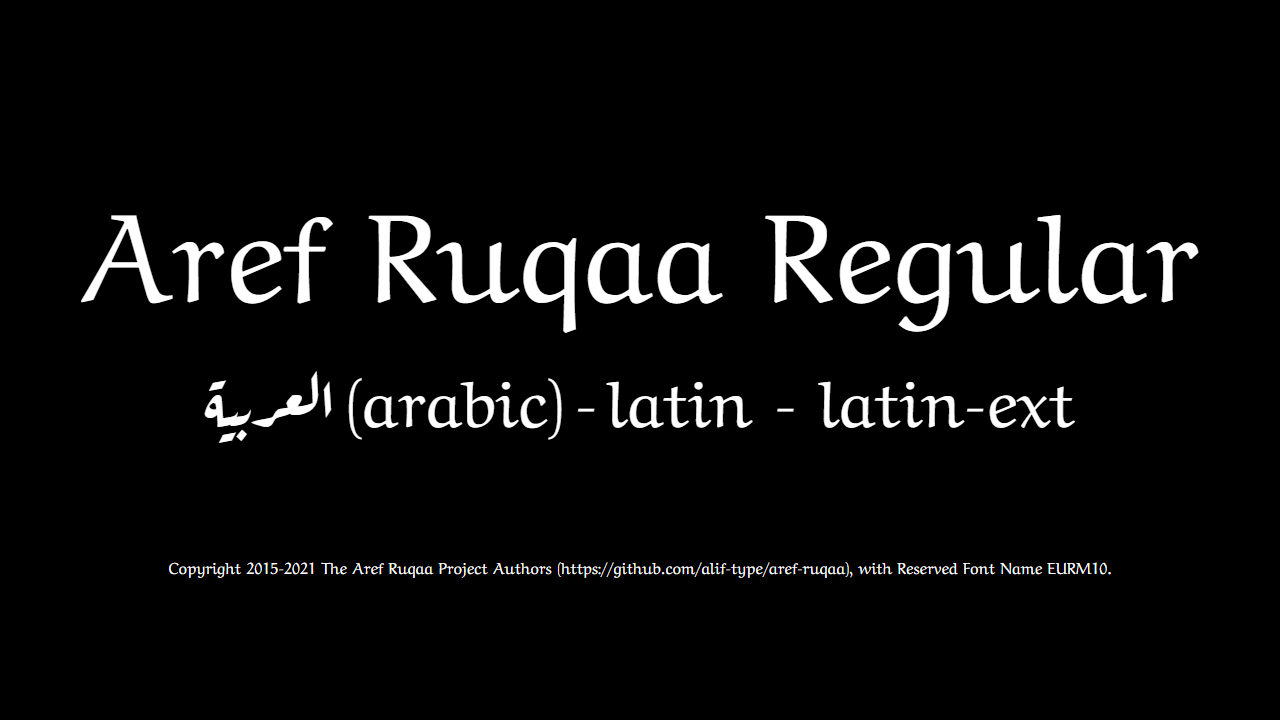 Aref Ruqaa Regular
العربية (arabic) - latin - latin-ext
Copyright 2015-2021 The Aref Ruqaa Project Authors (https://github.com/alif-type/aref-ruqaa), with Reserved Font Name EURM10.